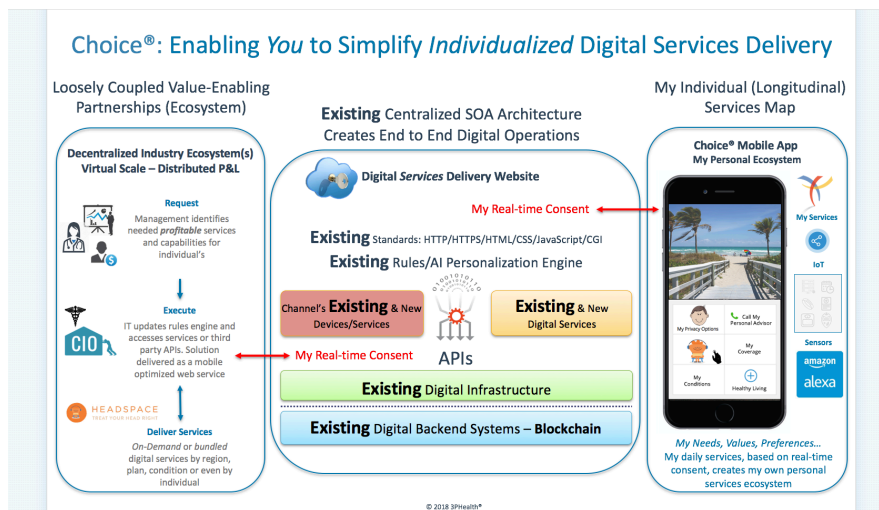 Choice®: Enabling You to Simplify Individualized Digital Services Delivery
Loosely Coupled Value-Enabling
Partnerships (Ecosystem)
Decentralized Industry Ecosystem(s)
Virtual Scale – Distributed P&L
Request
Management identifies
needed profitable services
and capabilities for
individual's
Execute
IT updates rules engine and
accesses services or third
party APIs. Solution
delivered as a mobile
optimized web service
CIO
HEADSPACE
TREAT YOUR HEAD RIGHT
Deliver Services
On-Demand or bundled
digital services by region,
plan, condition or even by
individual
Existing Centralized SOA Architecture
Creates End to End Digital Operations
Digital Services Delivery Website
My Real-time Consent
Existing Standards: HTTP/HTTPS/HTML/CSS/JavaScript/CGI
Existing Rules/AI Personalization Engine
Channel's Existing & New
Devices/Services
APIs
Existing & New
Digital Services
My Real-time Consent
Existing Digital Infrastructure
Existing Digital Backend Systems – Blockchain
My Individual (Longitudinal)
Services Map
Choice® Mobile App
My Personal Ecosystem
My Privacy Options
Call My
Personal Advisor
My
Coverage
My
Conditions
Healthy Living
My Services
IoT
Sensors
amazon
alexa
My Needs, Values, Preferences…
My daily services, based on real-time
consent, creates my own personal
services ecosystem
© 2018 3PHealth®